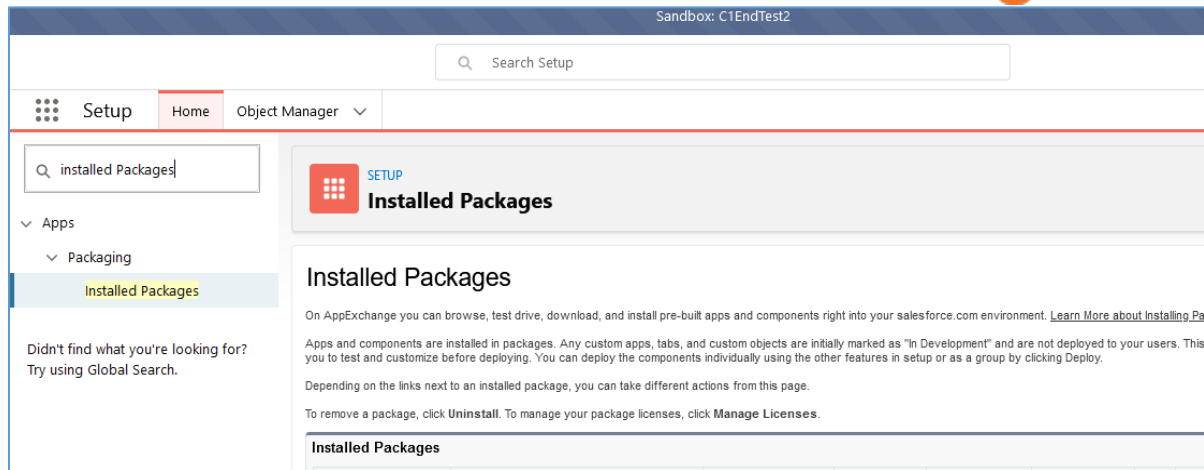 Sandbox: C1EndTest2
Search Setup
Setup
Home
Object Manager
installed Packages
Apps
Packaging
Installed Packages
Didn't find what you're looking for?
Try using Global Search.
SETUP
Installed Packages
Installed Packages
On AppExchange you can browse, test drive, download, and install pre-built apps and components right into your salesforce.com environment. Learn More about Installing Pa
Apps and components are installed in packages. Any custom apps, tabs, and custom objects are initially marked as "In Development" and are not deployed to your users. This
you to test and customize before deploying. You can deploy the components individually using the other features in setup or as a group by clicking Deploy.
Depending on the links next to an installed package, you can take different actions from this page.
To remove a package, click Uninstall. To manage your package licenses, click Manage Licenses.
Installed Packages